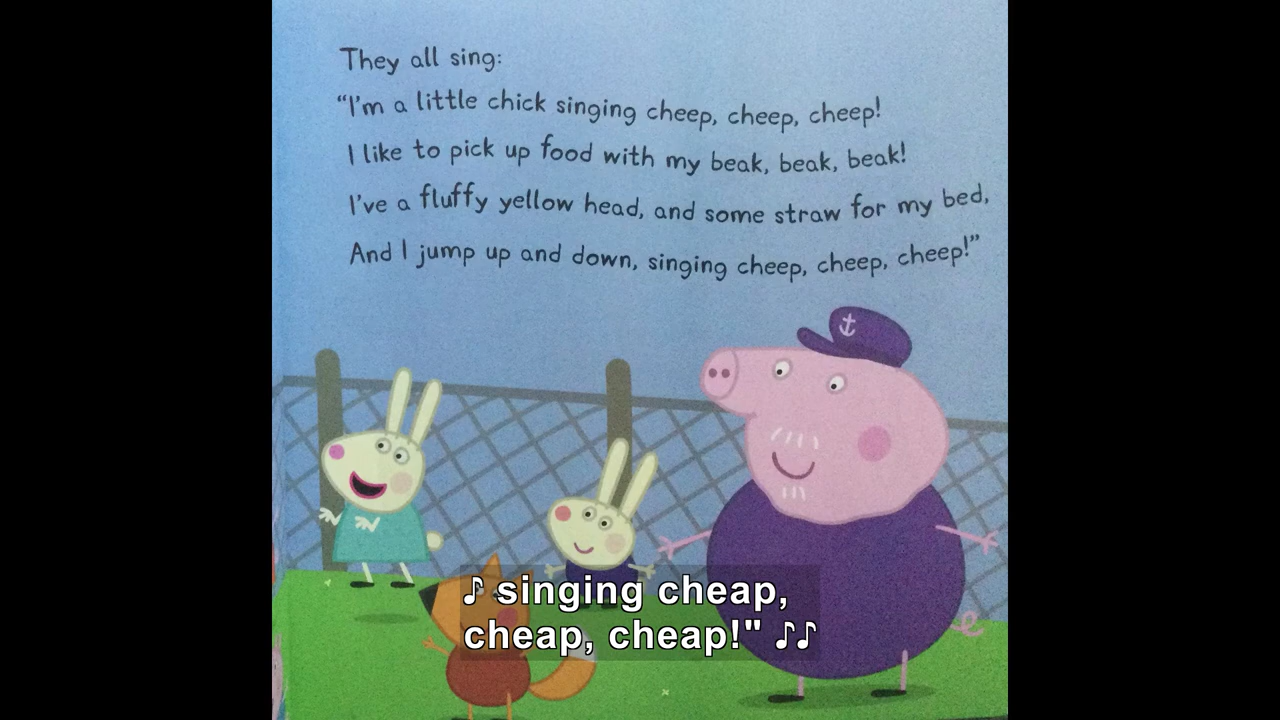 They all sing:
“I'm a little chick singing cheep, cheep, cheep!
I like to pick up food with my beak, beak, beak!
I've a fluffy yellow head, and some straw for my bed,
And I jump up and down, singing cheep, cheep, cheep!”
♪ singing cheap,
cheap, cheap!" ♪♪